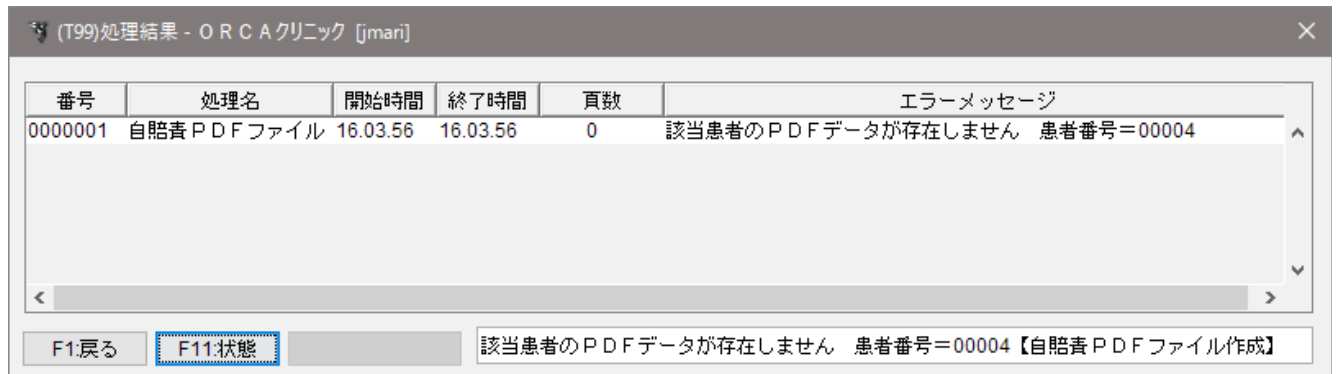 (T99)処理結果 - ＯＲＣＡクリニック [jmari]
番号 処理名 開始時間 終了時間 頁数 エラーメッセージ
0000001 自賠責ＰＤＦファイル 16.03.56 16.03.56 0 該当患者のＰＤＦデータが存在しません　患者番号＝00004
F1:戻る F11:状態 該当患者のＰＤＦデータが存在しません　患者番号＝00004【自賠責ＰＤＦファイル作成】